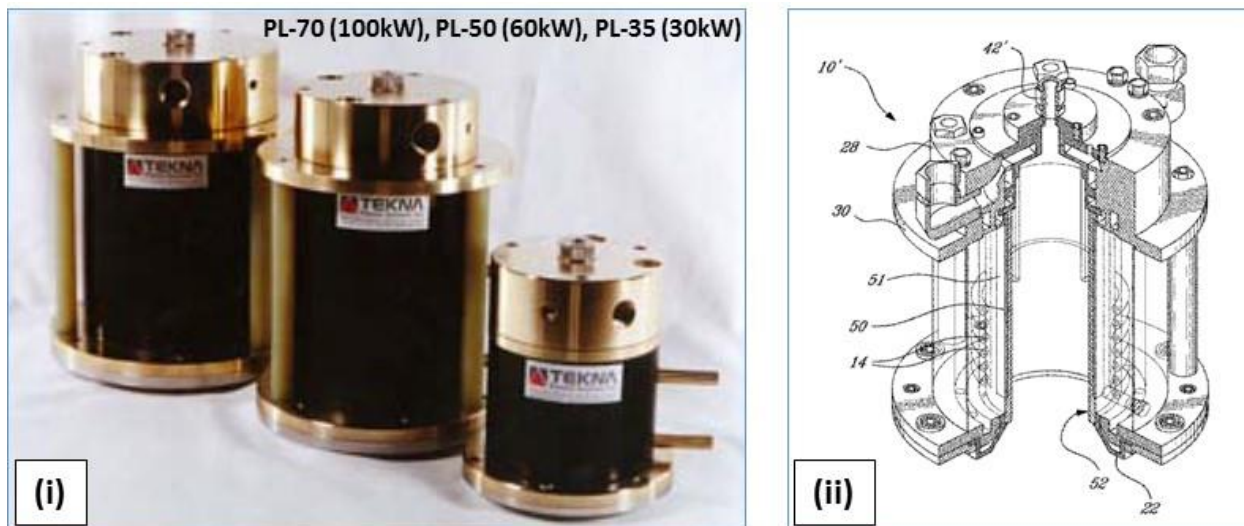 PL-70 (100kW), PL-50 (60kW), PL-35 (30kW)
TEKNA
TEKNA
TEKNA
(i)
42'
10'
28
30
51
50
14
52
22
(ii)